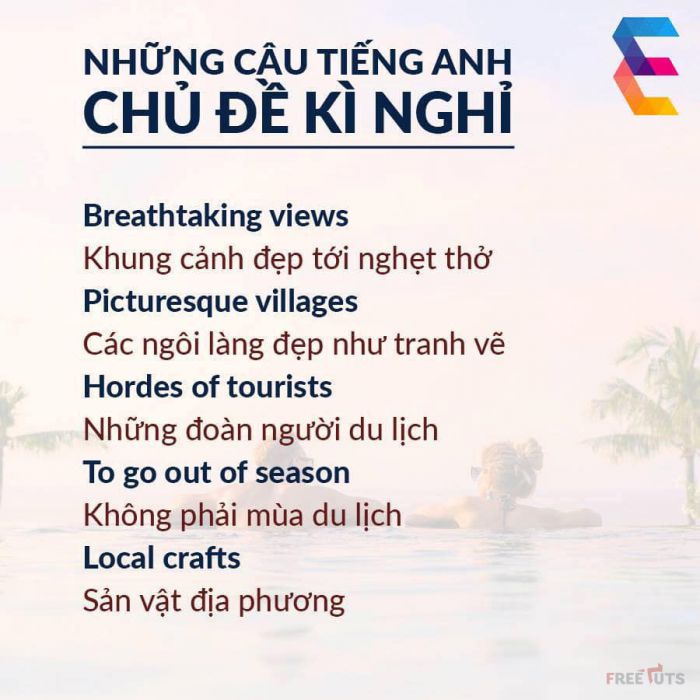 NHỮNG CÂU TIẾNG ANH
CHỦ ĐỀ KÌ NGHỈ
Breathtaking views
Khung cảnh đẹp tới nghẹt thở
Picturesque villages
Các ngôi làng đẹp như tranh vẽ
Hordes of tourists
Những đoàn người du lịch
To go out of season
Không phải mùa du lịch
Local crafts
Sản vật địa phương
FREETUTS